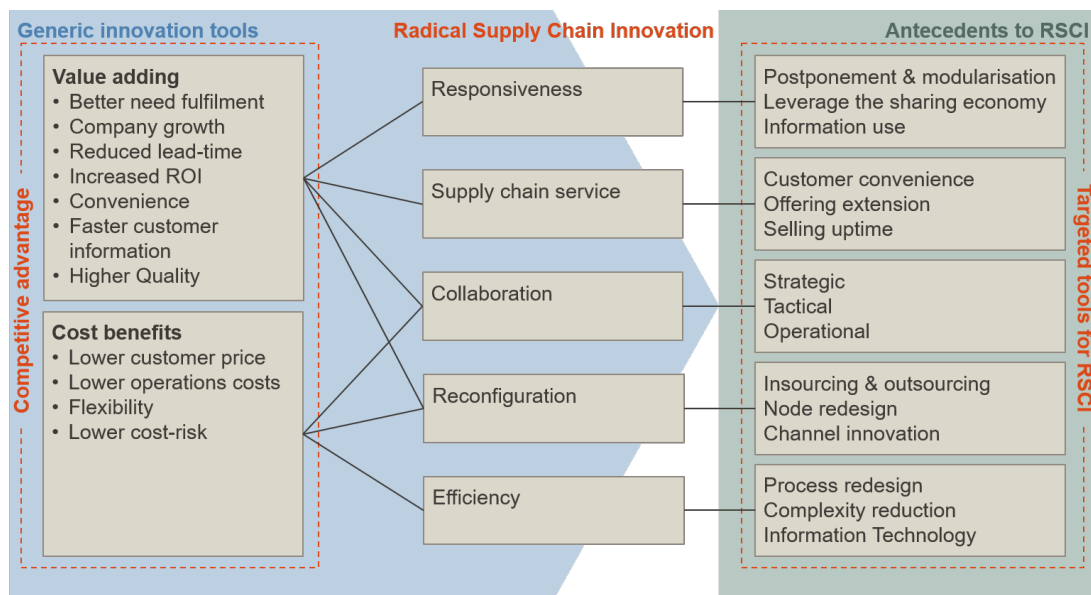 Generic innovation tools
Radical Supply Chain Innovation
Antecedents to RSCI
Competitive advantage
Value adding
• Better need fulfilment
• Company growth
• Reduced lead-time
• Increased ROI
• Convenience
• Faster customer
information
• Higher Quality
Cost benefits
• Lower customer price
• Lower operations costs
• Flexibility
• Lower cost-risk
Responsiveness
Supply chain service
Collaboration
Reconfiguration
Efficiency
Postponement & modularisation
Leverage the sharing economy
Information use
Customer convenience
Offering extension
Selling uptime
Strategic
Tactical
Operational
Insourcing & outsourcing
Node redesign
Channel innovation
Process redesign
Complexity reduction
Information Technology
Targeted tools for RSCI